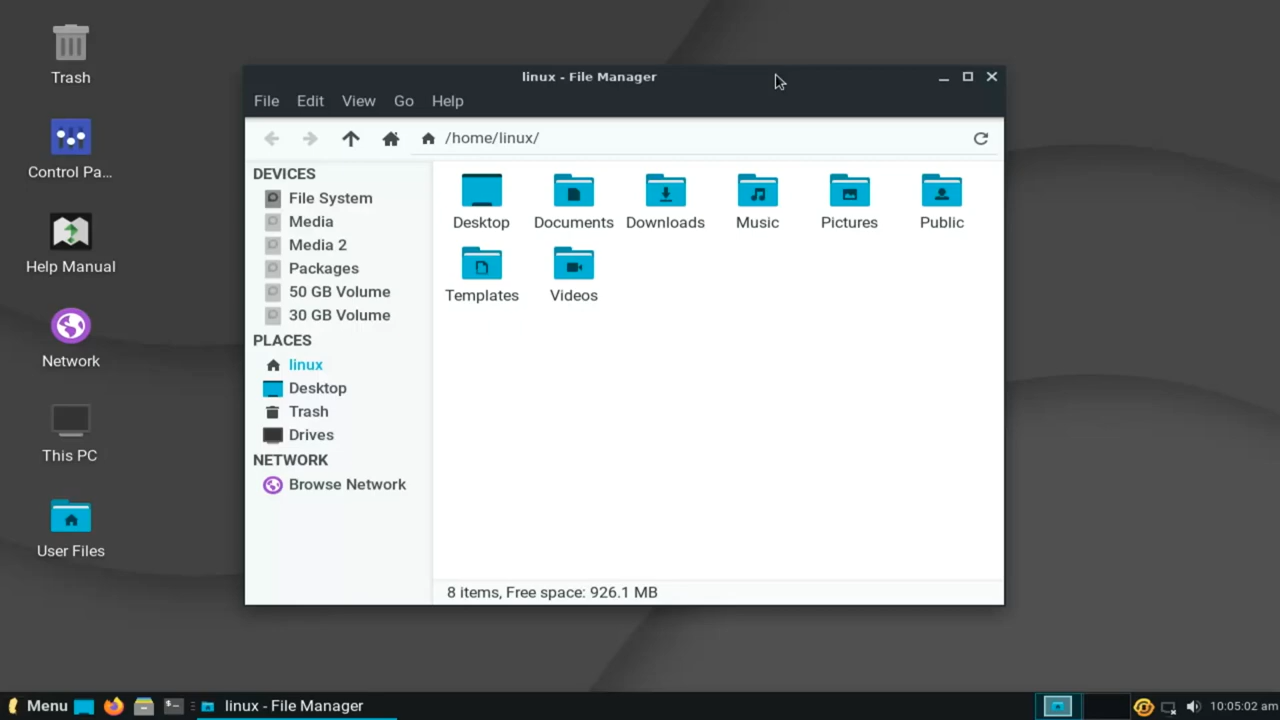 Trash
Control Pa...
Help Manual
Network
This PC
User Files
linux - File Manager
File Edit View Go Help
/home/linux/
DEVICES
File System
Media
Media 2
Packages
50 GB Volume
30 GB Volume
PLACES
linux
Desktop
Trash
Drives
NETWORK
Browse Network
Desktop Documents Downloads Music Pictures Public
Templates Videos
8 items, Free space: 926.1 MB
Menu linux - File Manager 10:05:02 am